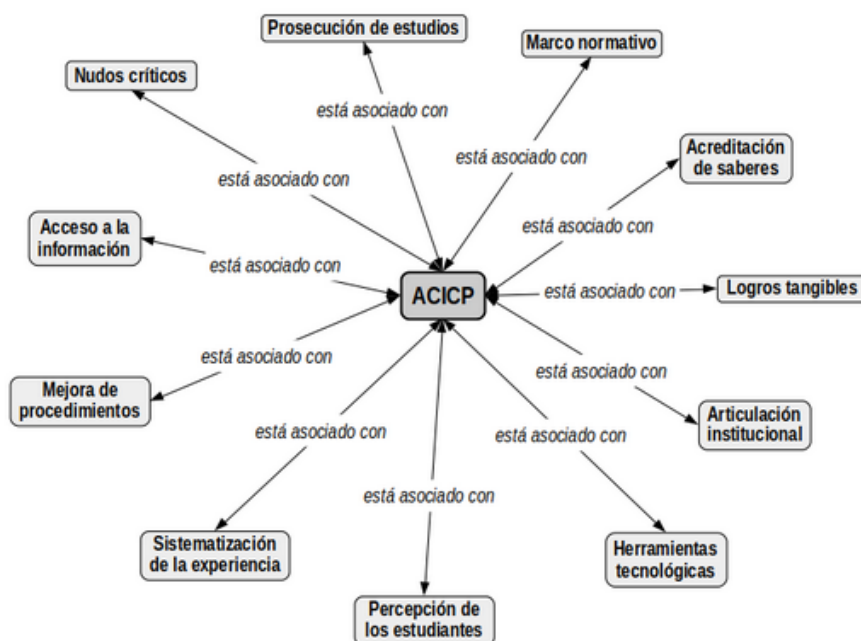 Prosecución de estudios
Marco normativo
Nudos críticos
está asociado con
está asociado con
Acreditación
de saberes
está asociado con
está asociado con
Acceso a la
información
está asociado con
está asociado con
ACICP
Logros tangibles
está asociado con
está asociado con
está asociado con
Mejora de
procedimientos
Articulación
institucional
está asociado con
está asociado con
está asociado con
Sistematización
de la experiencia
Herramientas
tecnológicas
Percepción de
los estudiantes